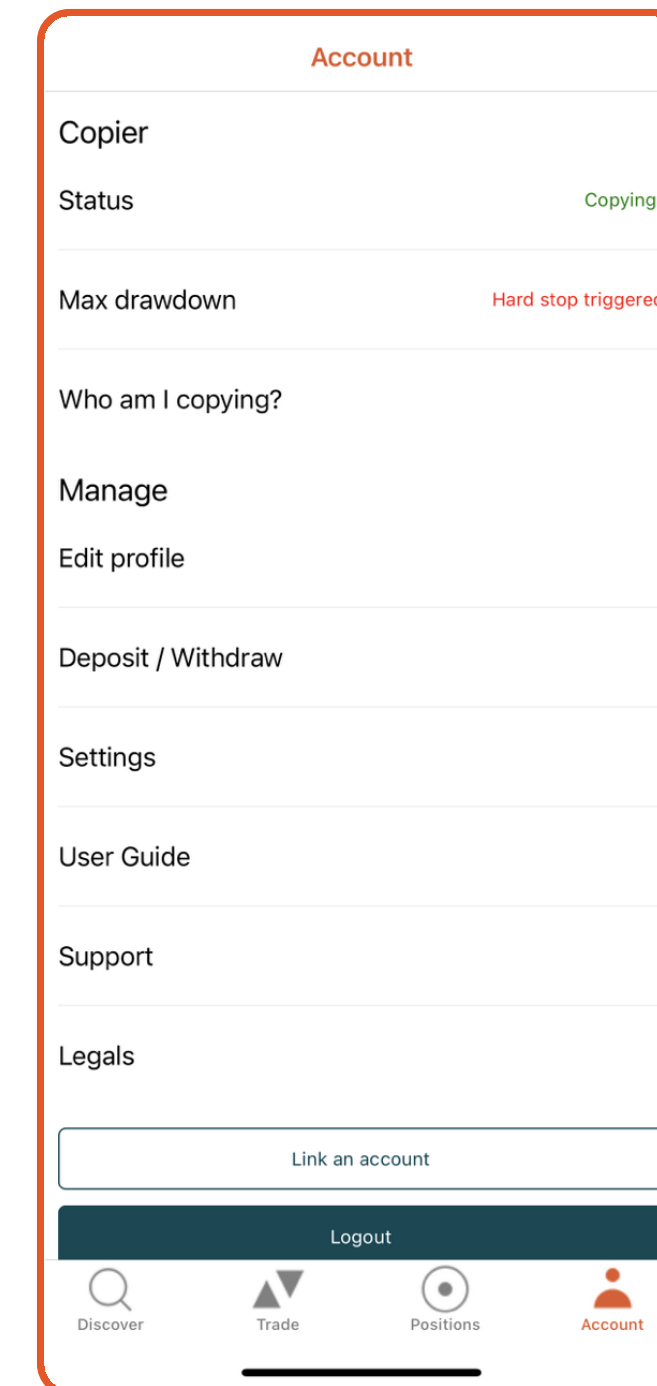 Account
Copier
Status Copying
Max drawdown Hard stop triggered
Who am I copying?
Manage
Edit profile
Deposit / Withdraw
Settings
User Guide
Support
Legals
Link an account
Logout
Discover Trade Positions Account